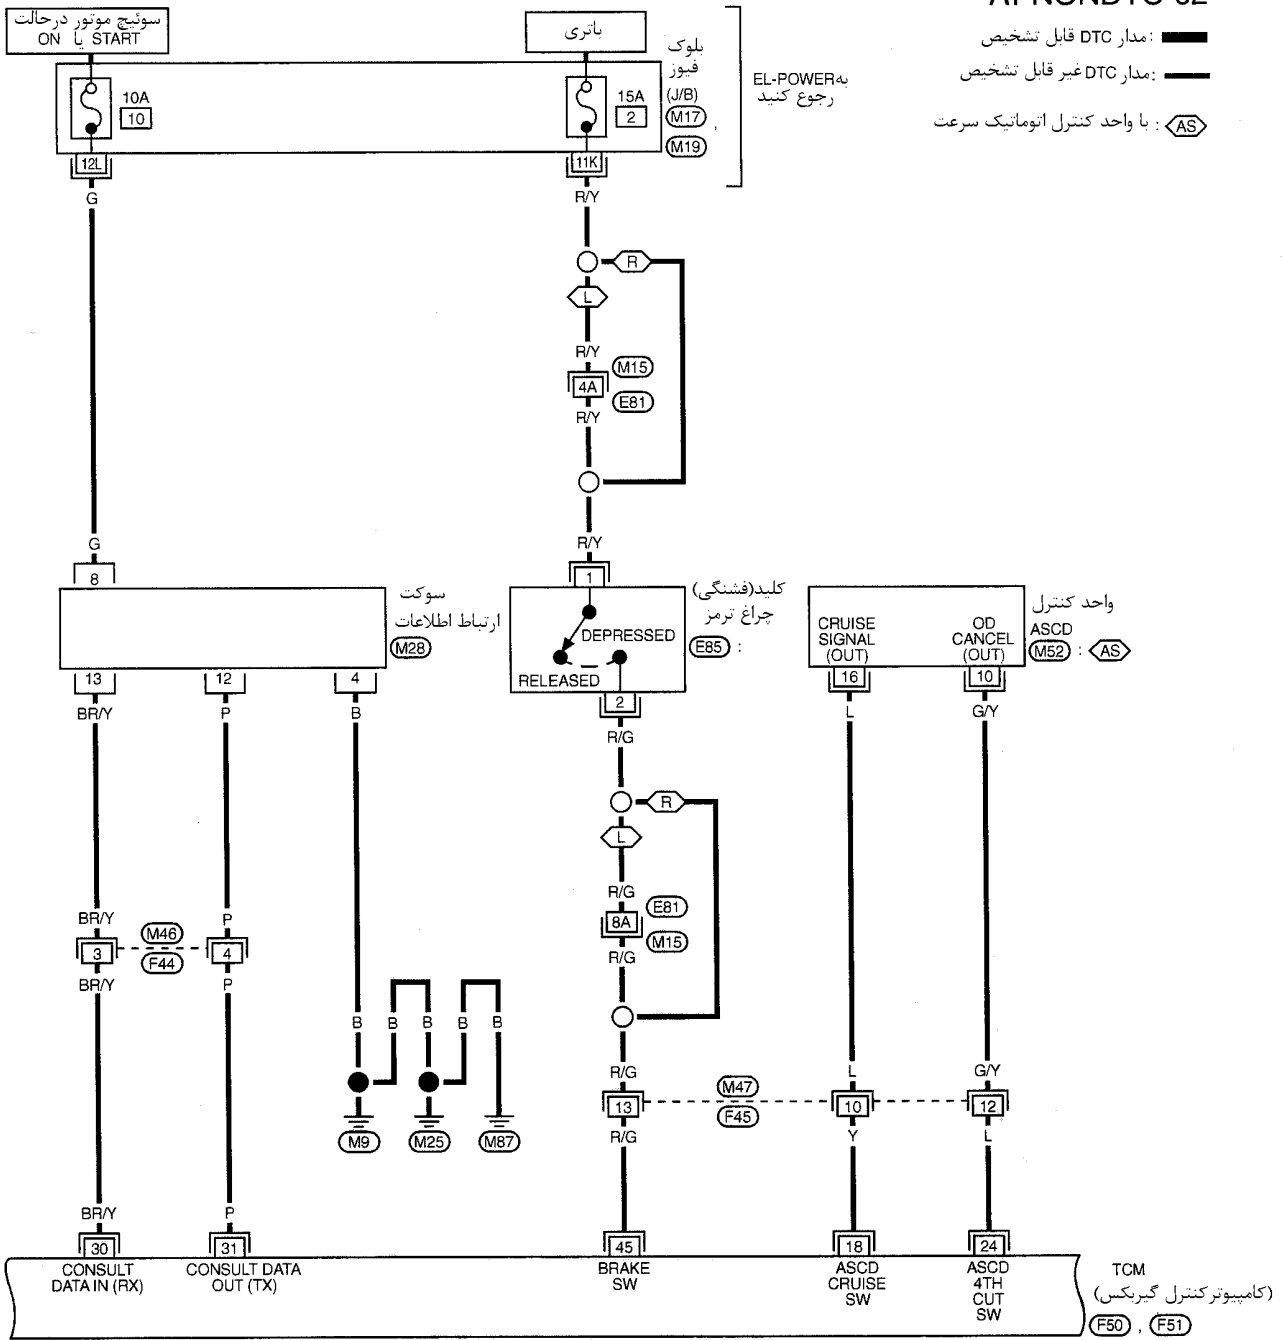 سوئیچ موتور درحالت
START یا ON
باتری
10A
10
15A
2
بلوک
فیوز
(J/B)
M17 ,
M19
به EL-POWER
رجوع کنید
: مدار DTC قابل تشخیص
: مدار DTC غیر قابل تشخیص
AS : با واحد کنترل اتوماتیک سرعت
12L
11K
G
R/Y
R
L
R/Y
M15
4A
E81
R/Y
G
R/Y
8
1
سوکت
ارتباط اطلاعات
M28
DEPRESSED
RELEASED
کلید(فشنگی)
چراغ ترمز
E85 :
CRUISE
SIGNAL
(OUT)
OD
CANCEL
(OUT)
واحد کنترل
ASCD
M52 : AS
13
12
4
2
16
10
BR/Y
P
B
R/G
L
G/Y
R
L
R/G
E81
8A
M15
R/G
BR/Y
P
M46
3
4
F44
BR/Y
P
B
B
B
B
B
M9
M25
M87
R/G
L
G/Y
M47
13
10
12
F45
R/G
Y
L
BR/Y
P
30
31
45
18
24
CONSULT
DATA IN (RX)
CONSULT DATA
OUT (TX)
BRAKE
SW
ASCD
CRUISE
SW
ASCD
4TH
CUT
SW
TCM
(کامپیوترکنترل گیربکس)
F50 , F51